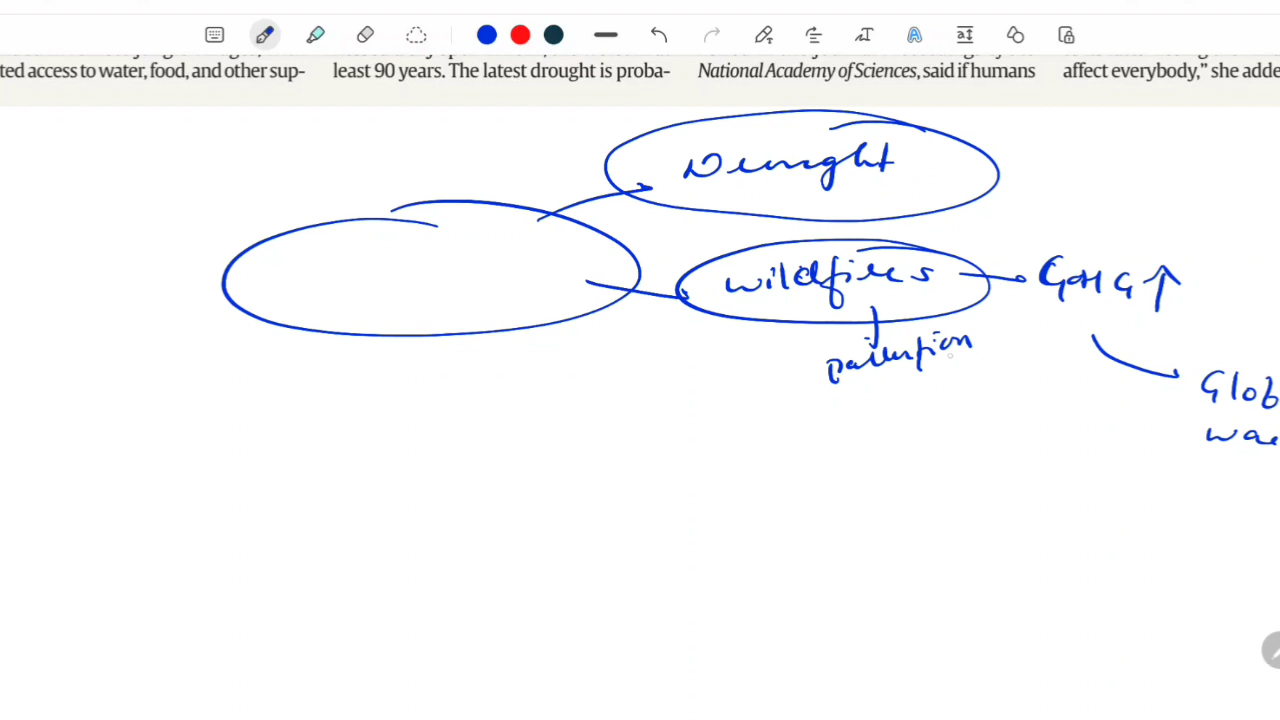 ted access to water, food, and other sup-
least 90 years. The latest drought is proba-
National Academy of Sciences, said if humans
affect everybody,” she adde
Drought
Wildfires
GHG ↑
Glob
wa